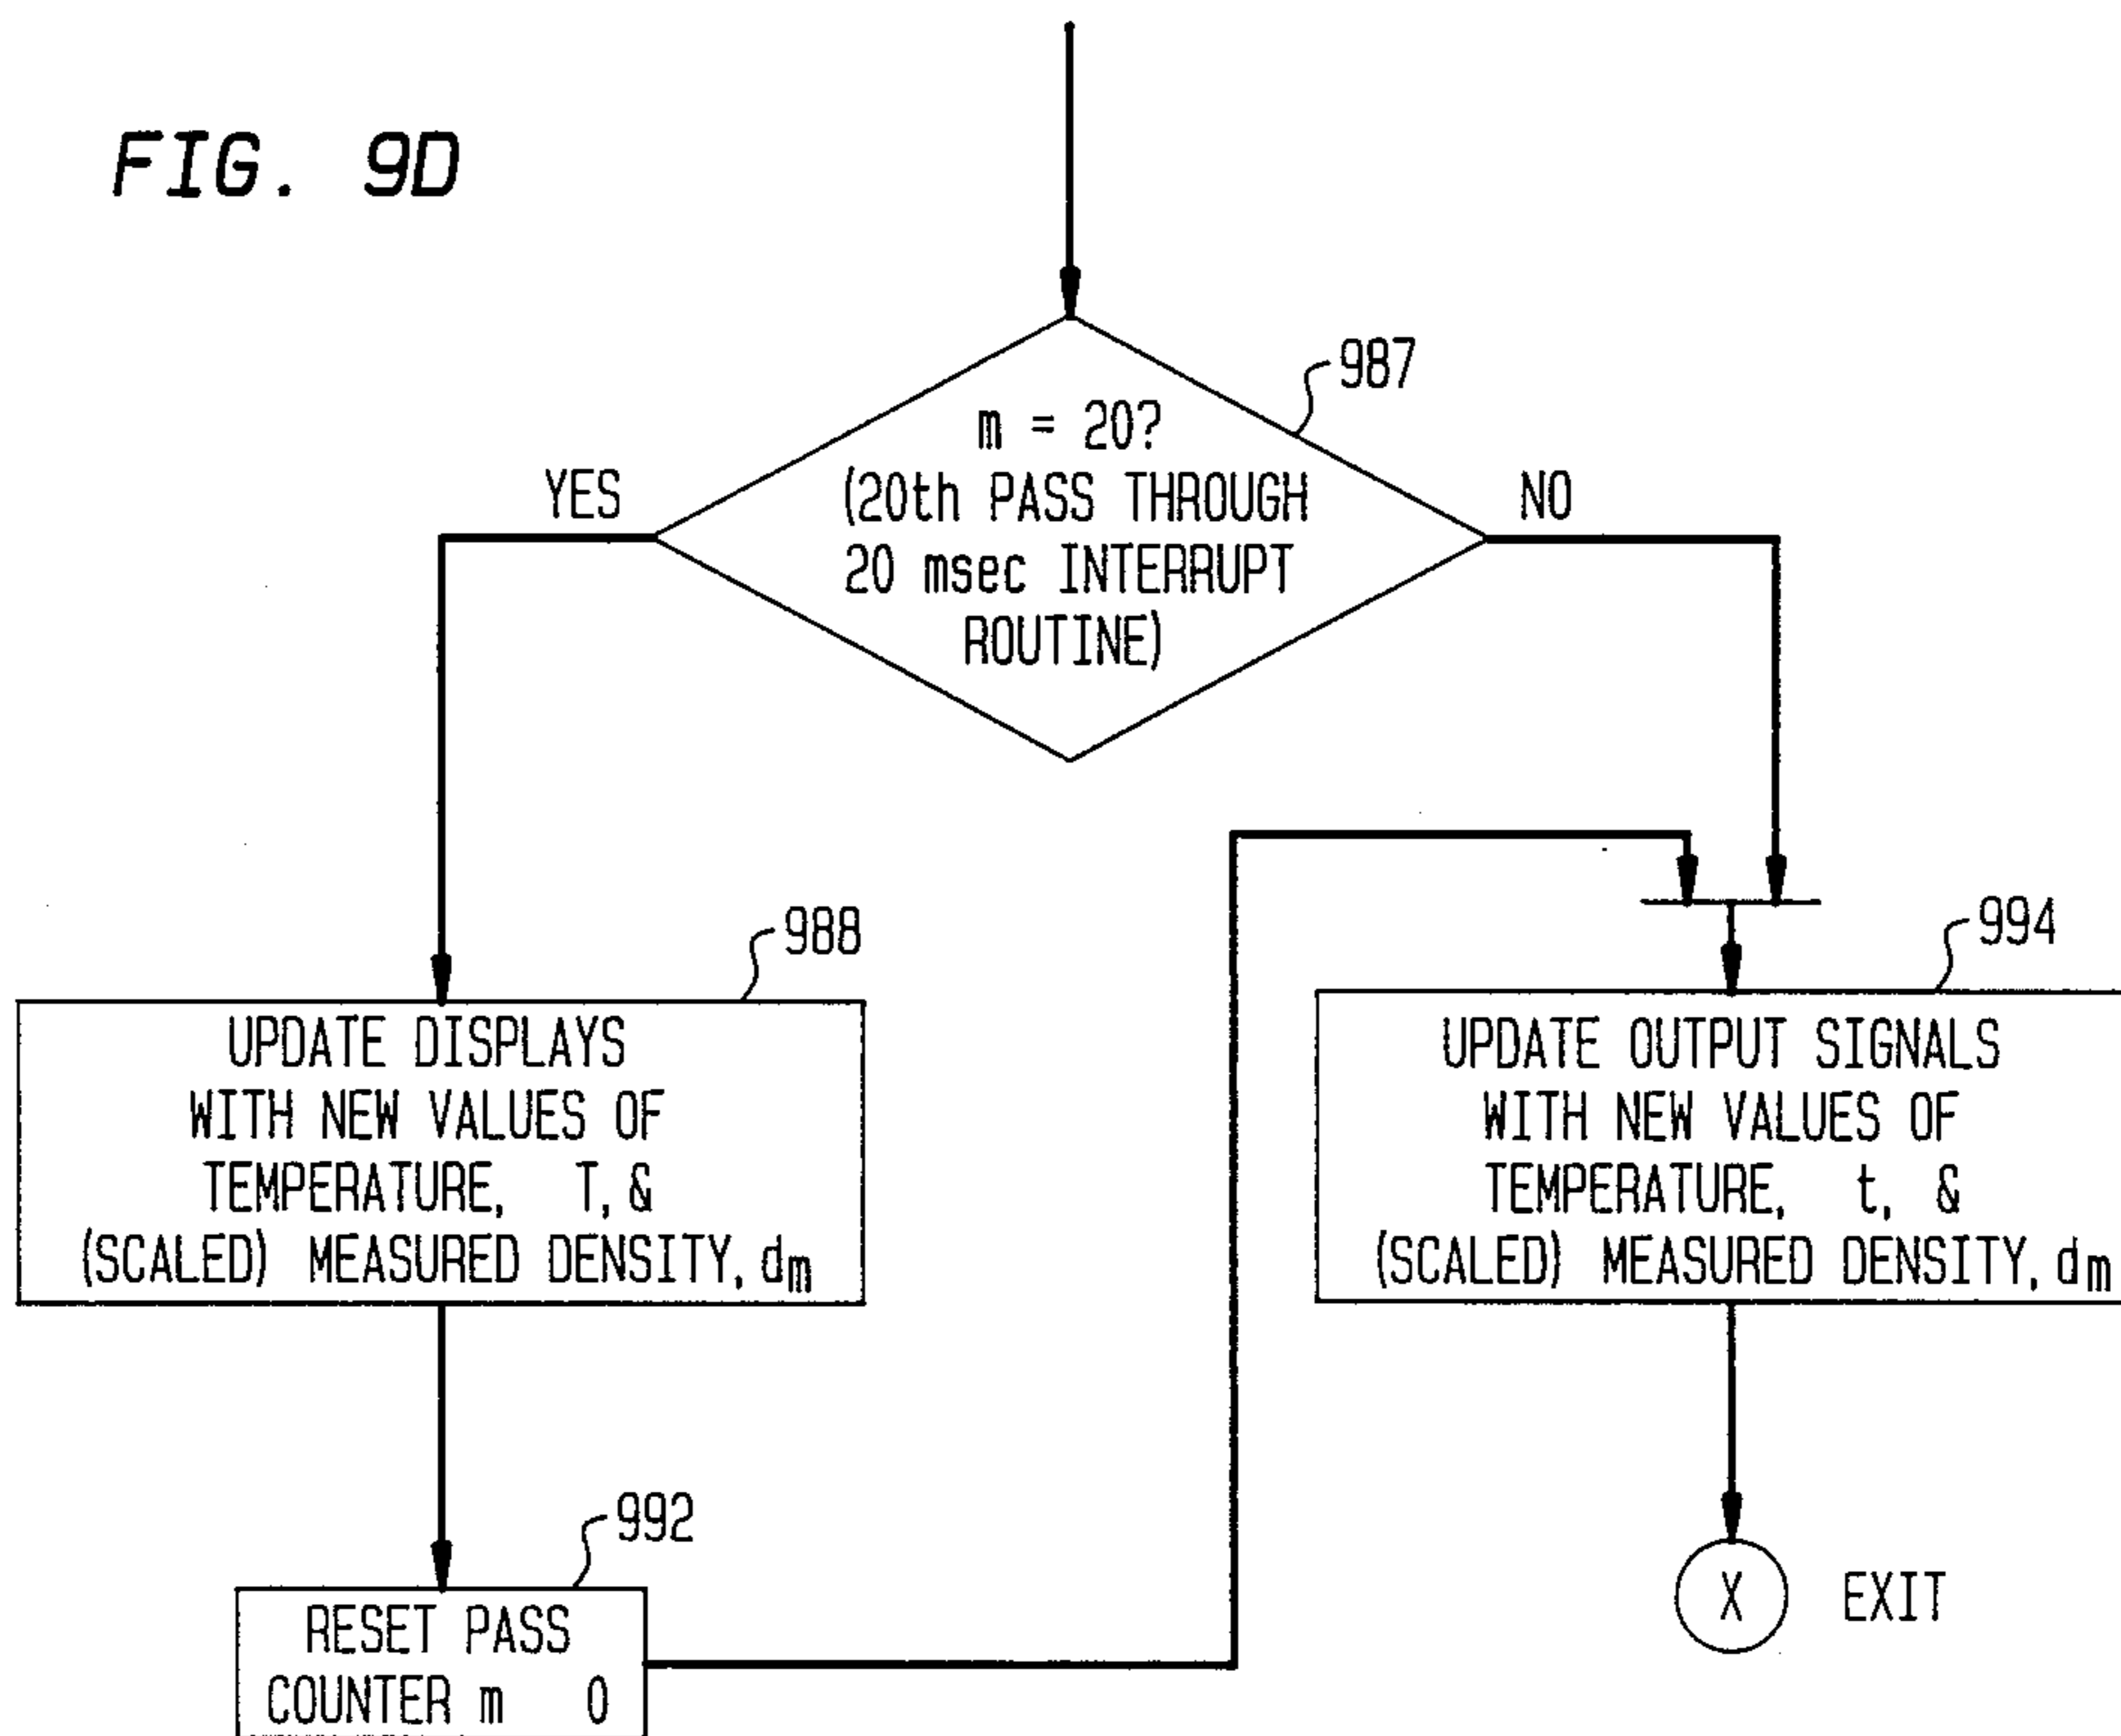 FIG. 9D
987
m = 20?
(20th PASS THROUGH
20 msec INTERRUPT
ROUTINE)
YES
NO
988
UPDATE DISPLAYS
WITH NEW VALUES OF
TEMPERATURE, T, &
(SCALED) MEASURED DENSITY, dm
994
UPDATE OUTPUT SIGNALS
WITH NEW VALUES OF
TEMPERATURE, t, &
(SCALED) MEASURED DENSITY, dm
992
RESET PASS
COUNTER m 0
X EXIT